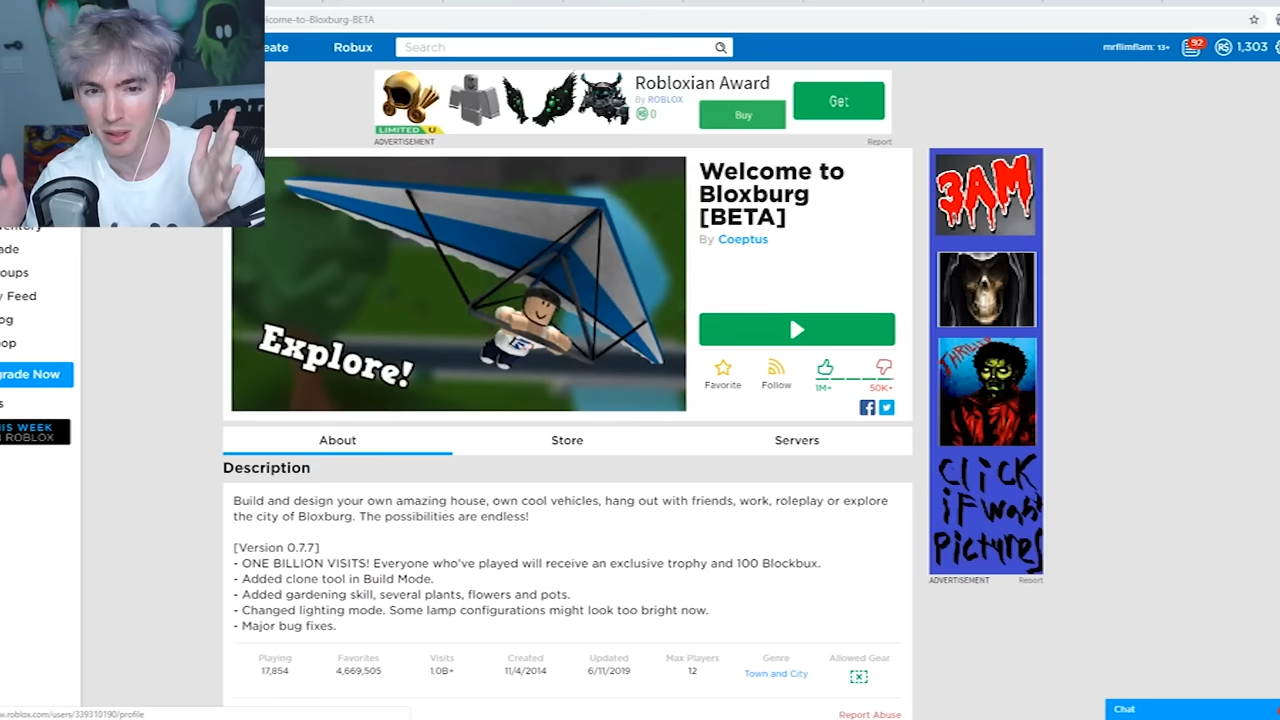 lcome-to-Bloxburg-BETA
eate
Robux
Search
mrflimflam: 13+
92
1,303
Robloxian Award
By ROBLOX
0
Buy
Get
LIMITED U
ADVERTISEMENT
Report
Welcome to
Bloxburg
[BETA]
By Coeptus
Explore!
Favorite
Follow
1M+
50K+
3AM
THRILLER
CLiCK
iF want
PicTures
ADVERTISEMENT
Report
ventory
ade
oups
y Feed
og
op
grade Now
s
HIS WEEK
N ROBLOX
About
Store
Servers
Description
Build and design your own amazing house, own cool vehicles, hang out with friends, work, roleplay or explore
the city of Bloxburg. The possibilities are endless!
[Version 0.7.7]
- ONE BILLION VISITS! Everyone who've played will receive an exclusive trophy and 100 Blockbux.
- Added clone tool in Build Mode.
- Added gardening skill, several plants, flowers and pots.
- Changed lighting mode. Some lamp configurations might look too bright now.
- Major bug fixes.
Playing
Favorites
Visits
Created
Updated
Max Players
Genre
Allowed Gear
17,854
4,669,505
1.0B+
11/4/2014
6/11/2019
12
Town and City
Report Abuse
Chat
w.roblox.com/users/339310190/profile